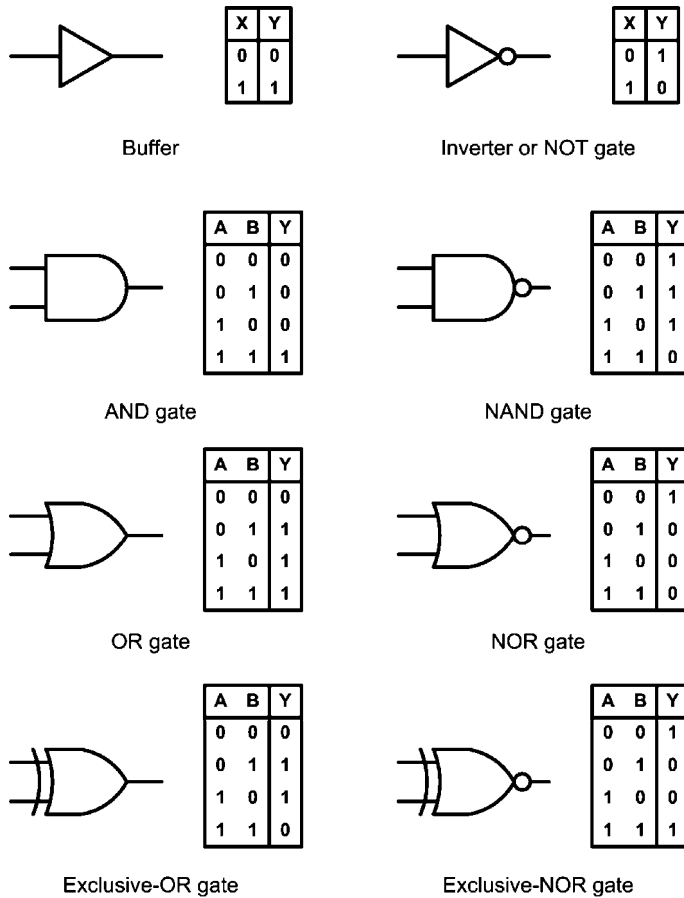 X Y
0 0
1 1
Buffer
X Y
0 1
1 0
Inverter or NOT gate
A B Y
0 0 0
0 1 0
1 0 0
1 1 1
AND gate
A B Y
0 0 1
0 1 1
1 0 1
1 1 0
NAND gate
A B Y
0 0 0
0 1 1
1 0 1
1 1 1
OR gate
A B Y
0 0 1
0 1 0
1 0 0
1 1 0
NOR gate
A B Y
0 0 0
0 1 1
1 0 1
1 1 0
Exclusive-OR gate
A B Y
0 0 1
0 1 0
1 0 0
1 1 1
Exclusive-NOR gate